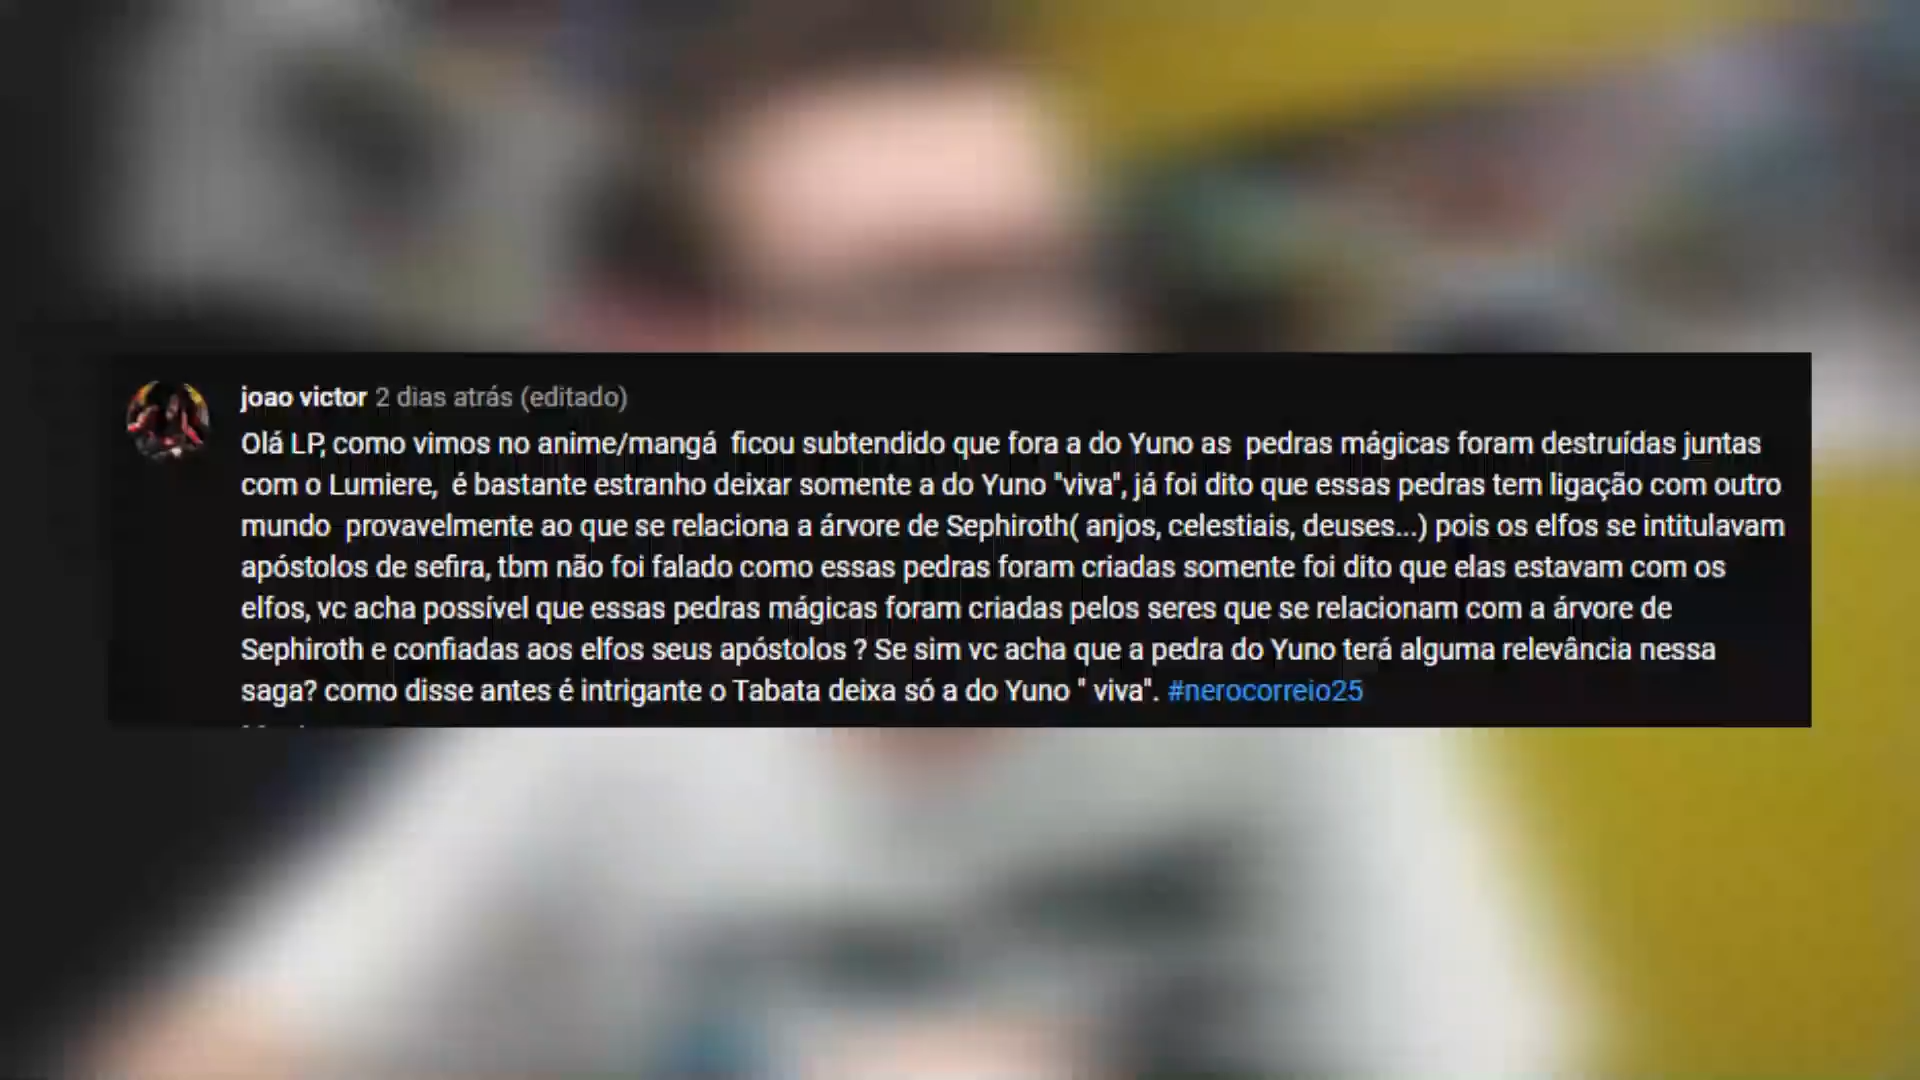 joao victor 2 dias atrás (editado)
Olá LP, como vimos no anime/mangá ficou subtendido que fora a do Yuno as pedras mágicas foram destruídas juntas
com o Lumiere, é bastante estranho deixar somente a do Yuno "viva", já foi dito que essas pedras tem ligação com outro
mundo provavelmente ao que se relaciona a árvore de Sephiroth( anjos, celestiais, deuses...) pois os elfos se intitulavam
apóstolos de sefira, tbm não foi falado como essas pedras foram criadas somente foi dito que elas estavam com os
elfos, vc acha possível que essas pedras mágicas foram criadas pelos seres que se relacionam com a árvore de
Sephiroth e confiadas aos elfos seus apóstolos ? Se sim vc acha que a pedra do Yuno terá alguma relevância nessa
saga? como disse antes é intrigante o Tabata deixa só a do Yuno " viva". #nerocorreio25